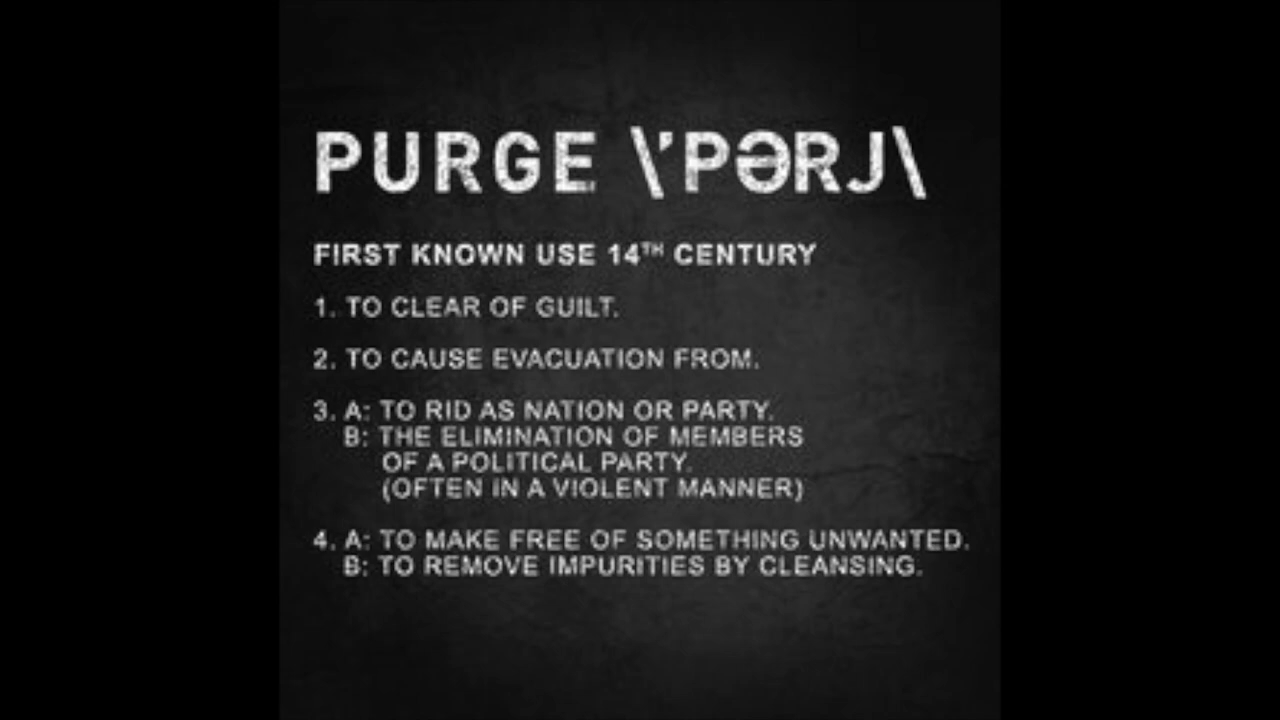 PURGE \'PƏRJ\
FIRST KNOWN USE 14TH CENTURY
1. TO CLEAR OF GUILT.
2. TO CAUSE EVACUATION FROM.
3. A: TO RID AS NATION OR PARTY.
B: THE ELIMINATION OF MEMBERS
OF A POLITICAL PARTY.
(OFTEN IN A VIOLENT MANNER)
4. A: TO MAKE FREE OF SOMETHING UNWANTED.
B: TO REMOVE IMPURITIES BY CLEANSING.